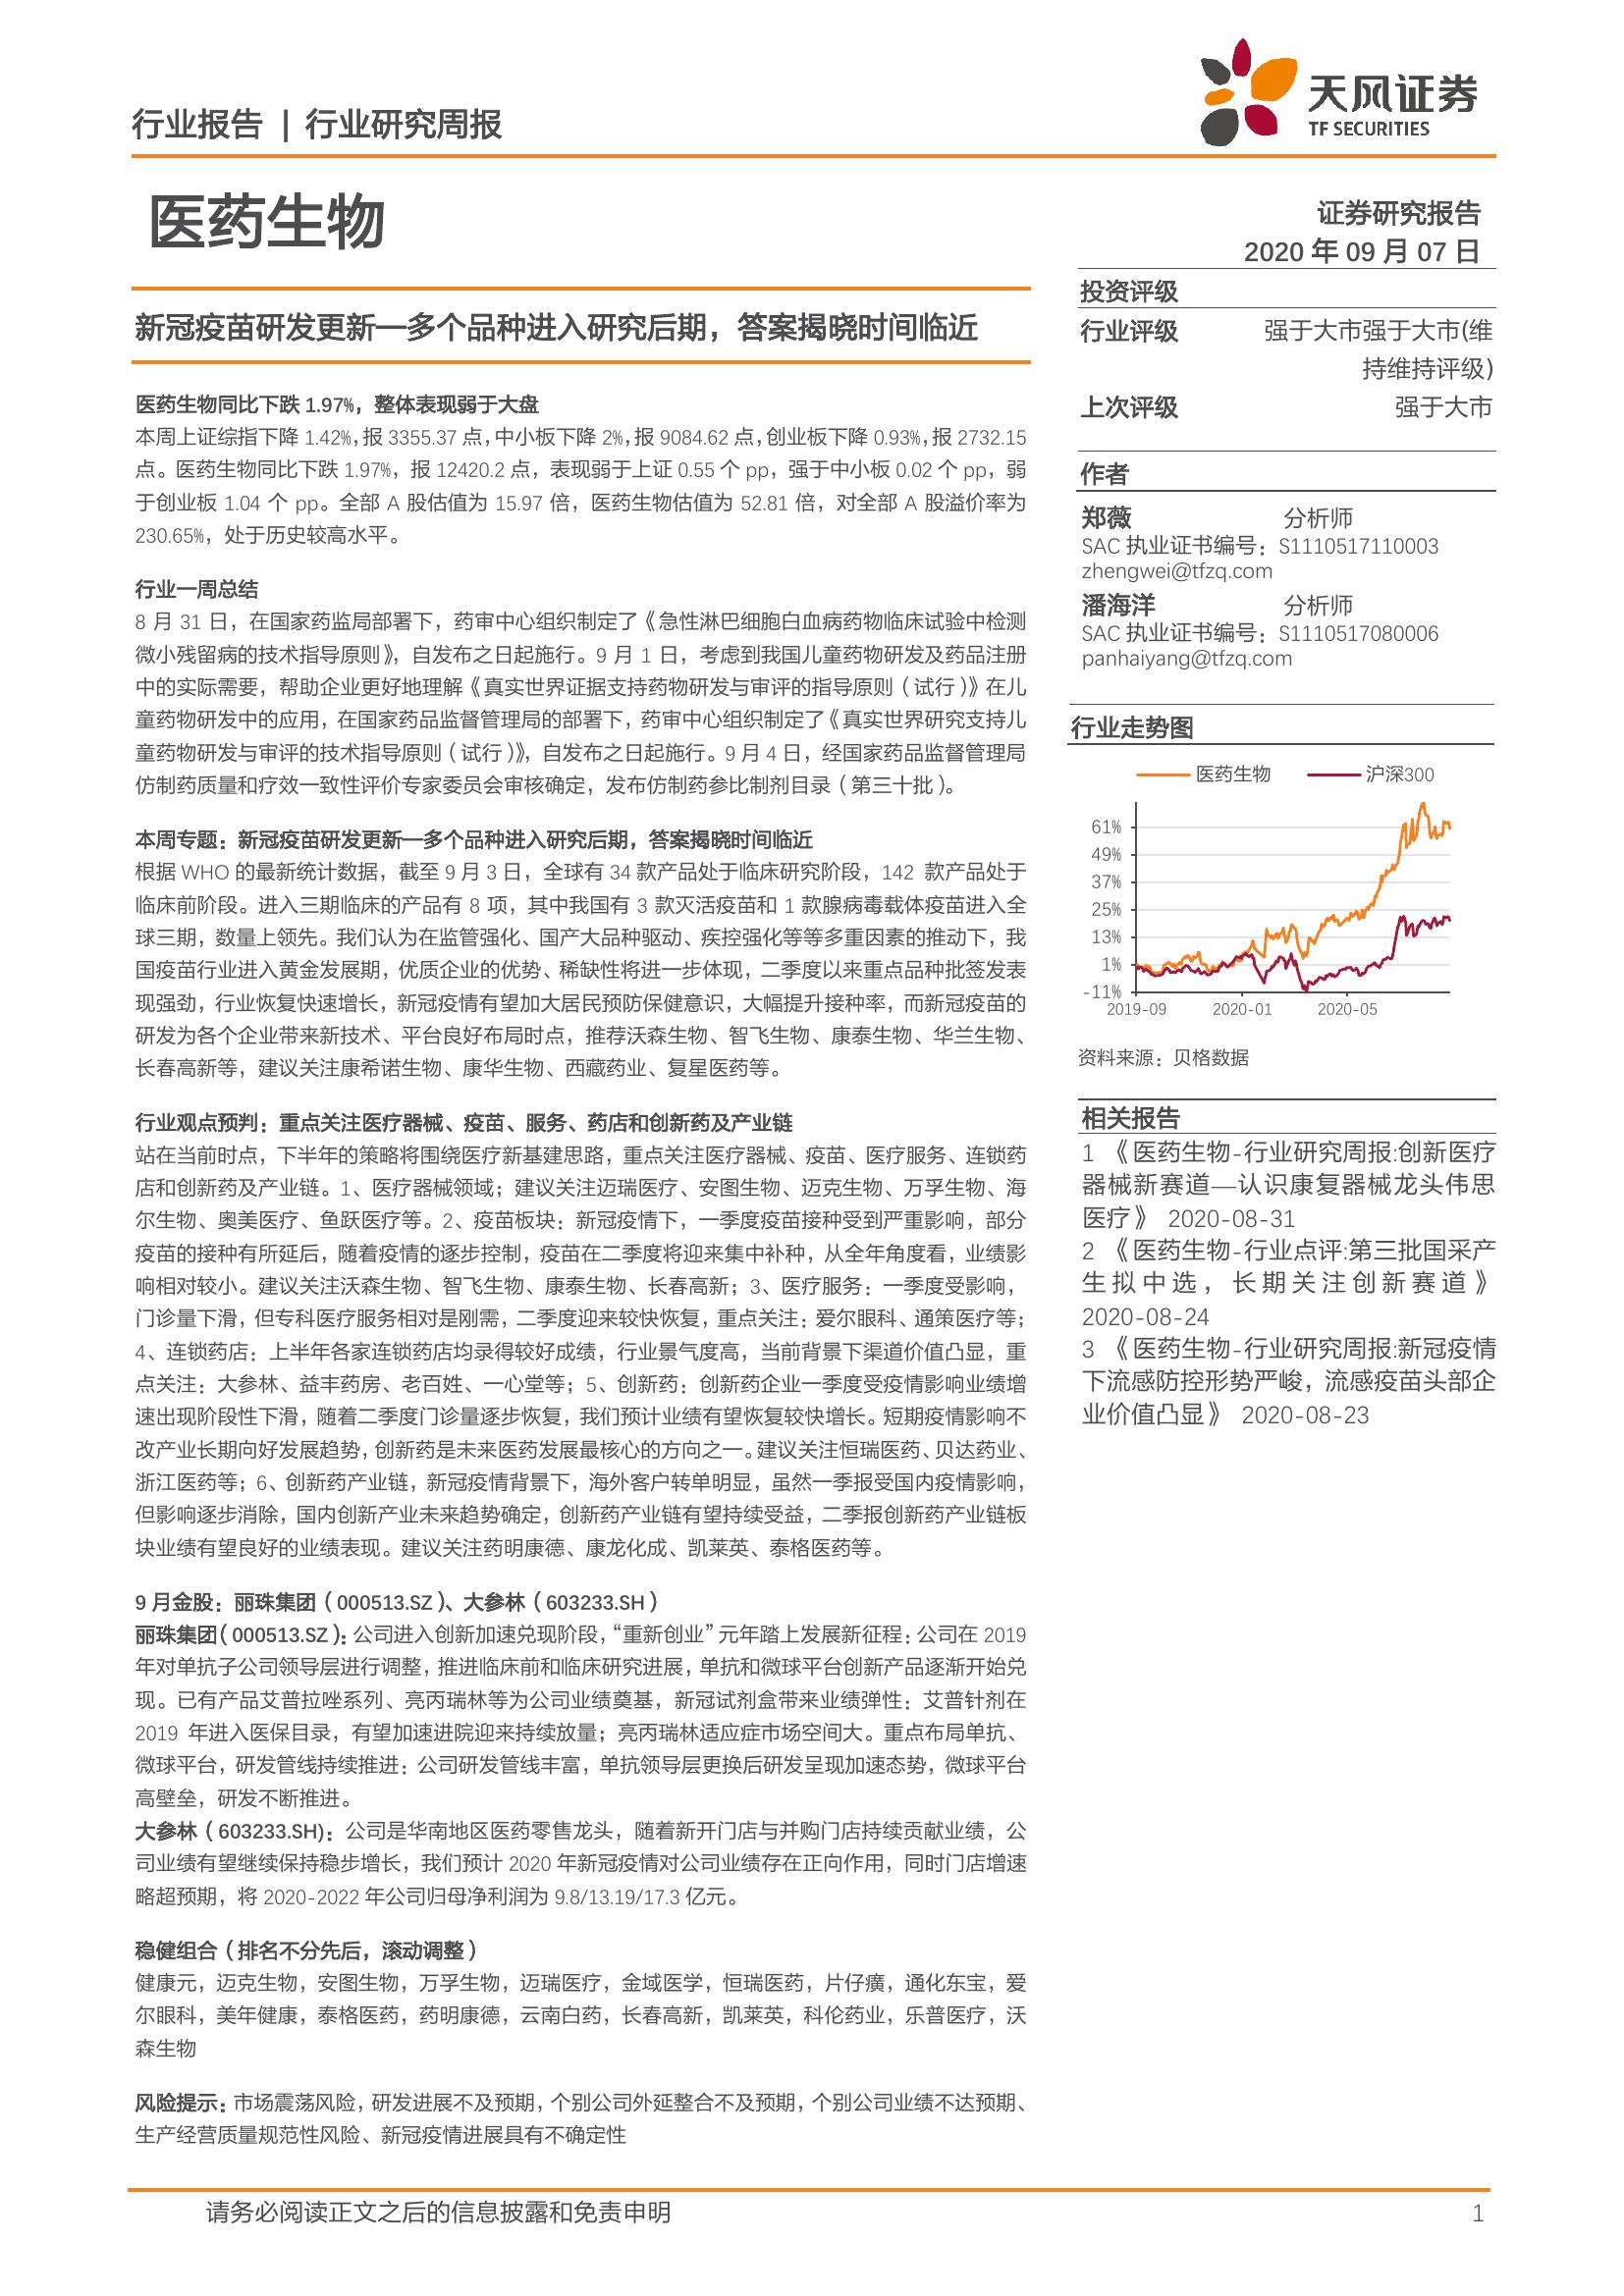 行业报告 | 行业研究周报
天风证券
TF SECURITIES
医药生物
证券研究报告
2020 年 09 月 07 日
新冠疫苗研发更新—多个品种进入研究后期，答案揭晓时间临近
医药生物同比下跌 1.97%，整体表现弱于大盘
本周上证综指下降 1.42%，报 3355.37 点，中小板下降 2%，报 9084.62 点，创业板下降 0.93%，报 2732.15
点。医药生物同比下跌 1.97%，报 12420.2 点，表现弱于上证 0.55 个 pp，强于中小板 0.02 个 pp，弱
于创业板 1.04 个 pp。全部 A 股估值为 15.97 倍，医药生物估值为 52.81 倍，对全部 A 股溢价率为
230.65%，处于历史较高水平。
行业一周总结
8 月 31 日，在国家药监局部署下，药审中心组织制定了《急性淋巴细胞白血病药物临床试验中检测
微小残留病的技术指导原则》，自发布之日起施行。9 月 1 日，考虑到我国儿童药物研发及药品注册
中的实际需要，帮助企业更好地理解《真实世界证据支持药物研发与审评的指导原则（试行）》在儿
童药物研发中的应用，在国家药品监督管理局的部署下，药审中心组织制定了《真实世界研究支持儿
童药物研发与审评的技术指导原则（试行）》，自发布之日起施行。9 月 4 日，经国家药品监督管理局
仿制药质量和疗效一致性评价专家委员会审核确定，发布仿制药参比制剂目录（第三十批）。
本周专题：新冠疫苗研发更新—多个品种进入研究后期，答案揭晓时间临近
根据 WHO 的最新统计数据，截至 9 月 3 日，全球有 34 款产品处于临床研究阶段，142 款产品处于
临床前阶段。进入三期临床的产品有 8 项，其中我国有 3 款灭活疫苗和 1 款腺病毒载体疫苗进入全
球三期，数量上领先。我们认为在监管强化、国产大品种驱动、疾控强化等等多重因素的推动下，我
国疫苗行业进入黄金发展期，优质企业的优势、稀缺性将进一步体现，二季度以来重点品种批签发表
现强劲，行业恢复快速增长，新冠疫情有望加大居民预防保健意识，大幅提升接种率，而新冠疫苗的
研发为各个企业带来新技术、平台良好布局时点，推荐沃森生物、智飞生物、康泰生物、华兰生物、
长春高新等，建议关注康希诺生物、康华生物、西藏药业、复星医药等。
行业观点预判：重点关注医疗器械、疫苗、服务、药店和创新药及产业链
站在当前时点，下半年的策略将围绕医疗新基建思路，重点关注医疗器械、疫苗、医疗服务、连锁药
店和创新药及产业链。1、医疗器械领域；建议关注迈瑞医疗、安图生物、迈克生物、万孚生物、海
尔生物、奥美医疗、鱼跃医疗等。2、疫苗板块：新冠疫情下，一季度疫苗接种受到严重影响，部分
疫苗的接种有所延后，随着疫情的逐步控制，疫苗在二季度将迎来集中补种，从全年角度看，业绩影
响相对较小。建议关注沃森生物、智飞生物、康泰生物、长春高新；3、医疗服务：一季度受影响，
门诊量下滑，但专科医疗服务相对是刚需，二季度迎来较快恢复，重点关注：爱尔眼科、通策医疗等；
4、连锁药店：上半年各家连锁药店均录得较好成绩，行业景气度高，当前背景下渠道价值凸显，重
点关注：大参林、益丰药房、老百姓、一心堂等；5、创新药：创新药企业一季度受疫情影响业绩增
速出现阶段性下滑，随着二季度门诊量逐步恢复，我们预计业绩有望恢复较快增长。短期疫情影响不
改产业长期向好发展趋势，创新药是未来医药发展最核心的方向之一。建议关注恒瑞医药、贝达药业、
浙江医药等；6、创新药产业链，新冠疫情背景下，海外客户转单明显，虽然一季报受国内疫情影响，
但影响逐步消除，国内创新产业未来趋势确定，创新药产业链有望持续受益，二季报创新药产业链板
块业绩有望良好的业绩表现。建议关注药明康德、康龙化成、凯莱英、泰格医药等。
9 月金股：丽珠集团（000513.SZ）、大参林（603233.SH）
丽珠集团（000513.SZ）：公司进入创新加速兑现阶段，“重新创业”元年踏上发展新征程：公司在 2019
年对单抗子公司领导层进行调整，推进临床前和临床研究进展，单抗和微球平台创新产品逐渐开始兑
现。已有产品艾普拉唑系列、亮丙瑞林等为公司业绩奠基，新冠试剂盒带来业绩弹性：艾普针剂在
2019 年进入医保目录，有望加速进院迎来持续放量；亮丙瑞林适应症市场空间大。重点布局单抗、
微球平台，研发管线持续推进：公司研发管线丰富，单抗领导层更换后研发呈现加速态势，微球平台
高壁垒，研发不断推进。
大参林（603233.SH)：公司是华南地区医药零售龙头，随着新开门店与并购门店持续贡献业绩，公
司业绩有望继续保持稳步增长，我们预计 2020 年新冠疫情对公司业绩存在正向作用，同时门店增速
略超预期，将 2020-2022 年公司归母净利润为 9.8/13.19/17.3 亿元。
稳健组合（排名不分先后，滚动调整）
健康元，迈克生物，安图生物，万孚生物，迈瑞医疗，金域医学，恒瑞医药，片仔癀，通化东宝，爱
尔眼科，美年健康，泰格医药，药明康德，云南白药，长春高新，凯莱英，科伦药业，乐普医疗，沃
森生物
风险提示：市场震荡风险，研发进展不及预期，个别公司外延整合不及预期，个别公司业绩不达预期、
生产经营质量规范性风险、新冠疫情进展具有不确定性
投资评级
行业评级 强于大市强于大市(维
持维持评级)
上次评级 强于大市
作者
郑薇 分析师
SAC 执业证书编号：S1110517110003
zhengwei@tfzq.com
潘海洋 分析师
SAC 执业证书编号：S1110517080006
panhaiyang@tfzq.com
行业走势图
医药生物 沪深300
61%
49%
37%
25%
13%
1%
-11%
2019-09 2020-01 2020-05
资料来源：贝格数据
相关报告
1 《医药生物-行业研究周报:创新医疗
器械新赛道—认识康复器械龙头伟思
医疗》 2020-08-31
2 《医药生物-行业点评:第三批国采产
生拟中选，长期关注创新赛道》
2020-08-24
3 《医药生物-行业研究周报:新冠疫情
下流感防控形势严峻，流感疫苗头部企
业价值凸显》 2020-08-23
请务必阅读正文之后的信息披露和免责申明
1